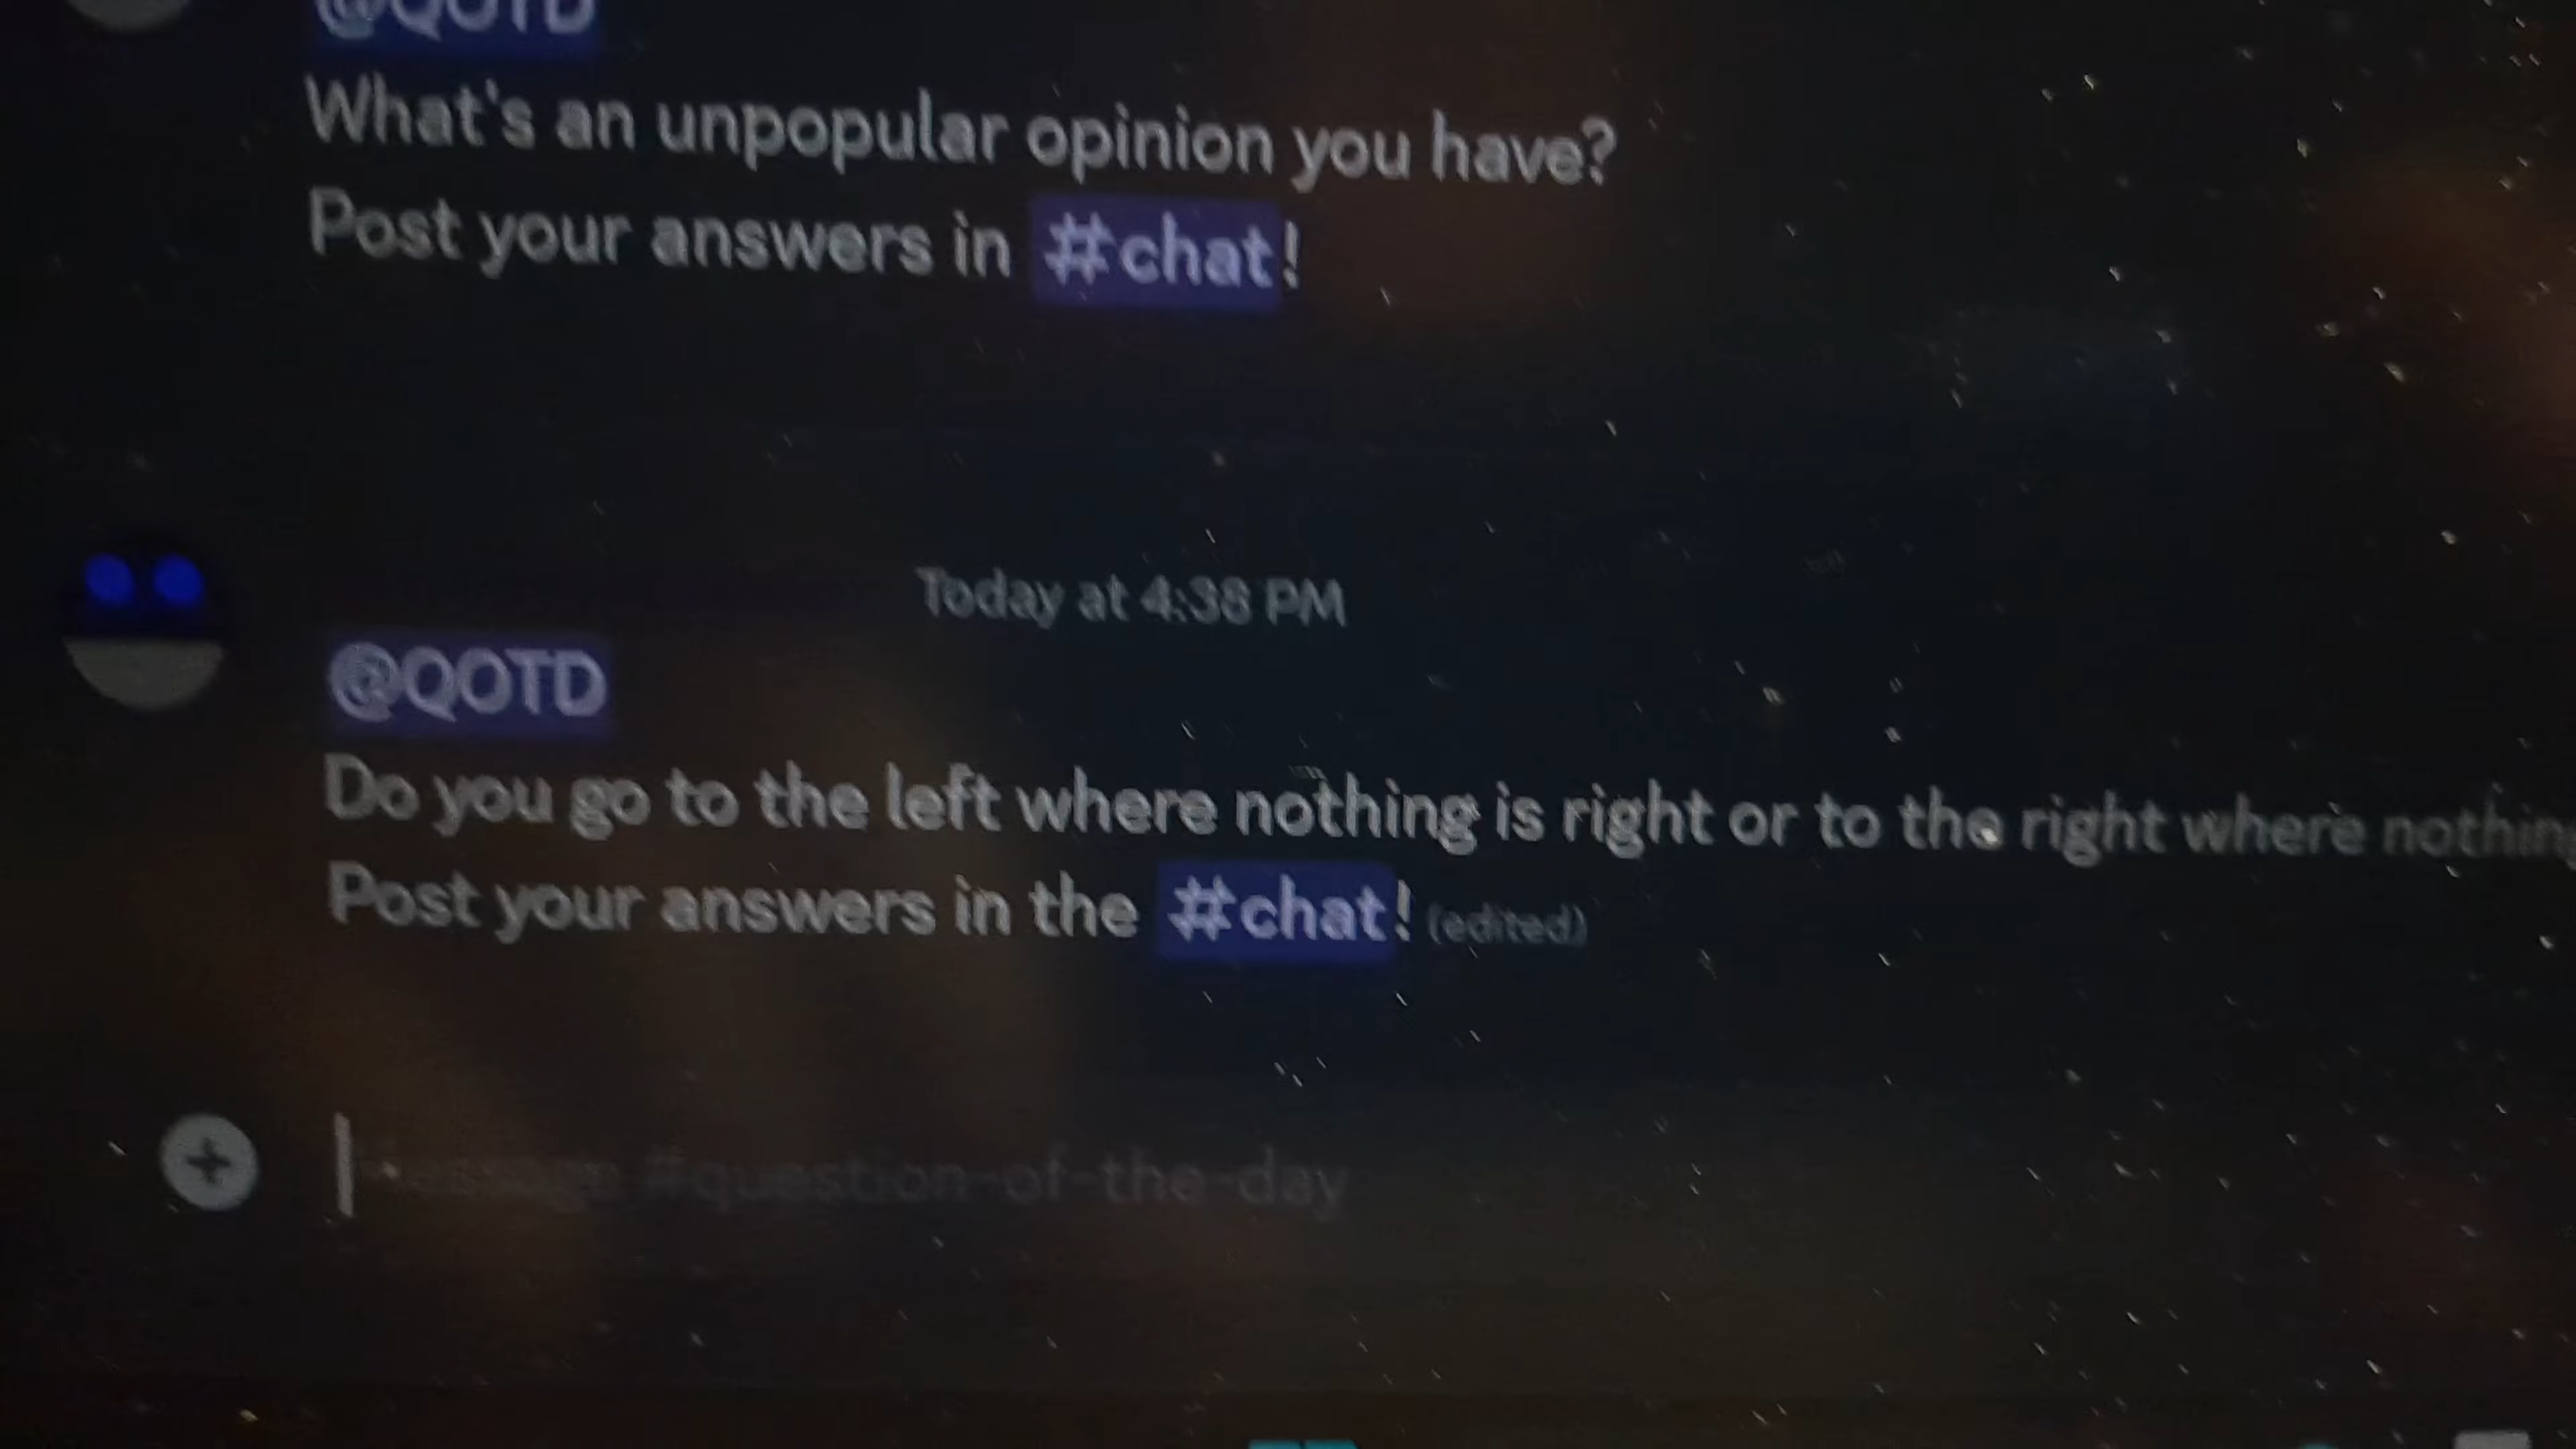 @QOTD
What's an unpopular opinion you have?
Post your answers in #chat!
Today at 4:38 PM
@QOTD
Do you go to the left where nothing is right or to the right where nothing
Post your answers in the #chat! (edited)
Message #question-of-the-day